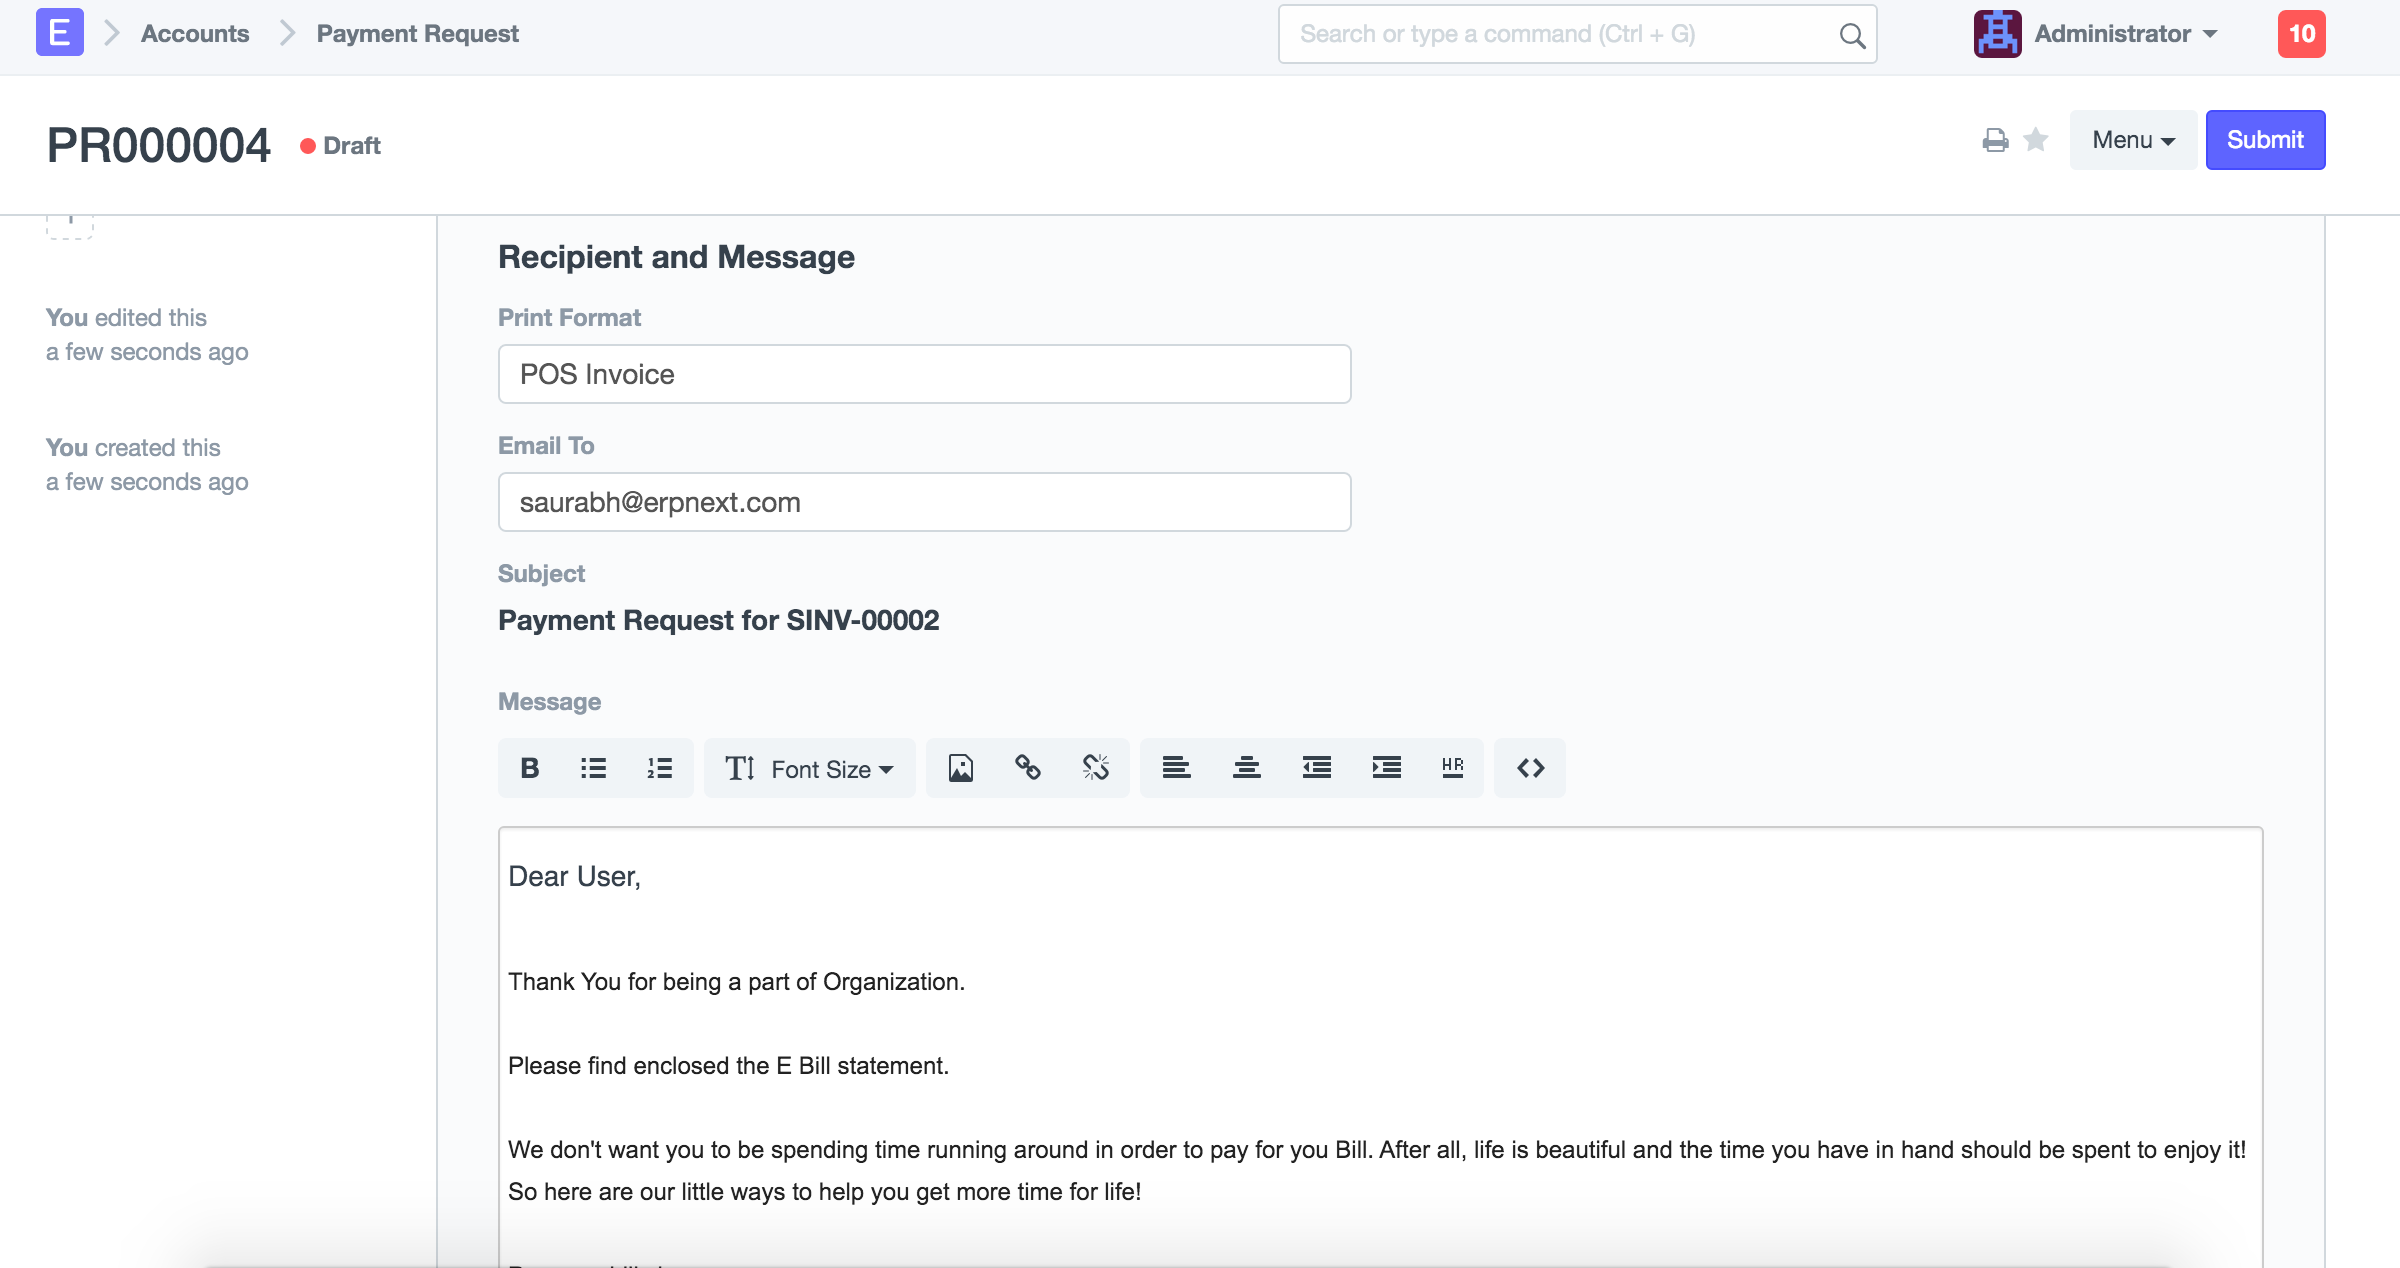 E Accounts Payment Request Search or type a command (Ctrl + G) Administrator 10
PR000004 Draft Menu Submit
Recipient and Message
Print Format
You edited this
a few seconds ago
POS Invoice
Email To
You created this
a few seconds ago
saurabh@erpnext.com
Subject
Payment Request for SINV-00002
Message
B Font Size HR
Dear User,
Thank You for being a part of Organization.
Please find enclosed the E Bill statement.
We don't want you to be spending time running around in order to pay for you Bill. After all, life is beautiful and the time you have in hand should be spent to enjoy it!
So here are our little ways to help you get more time for life!